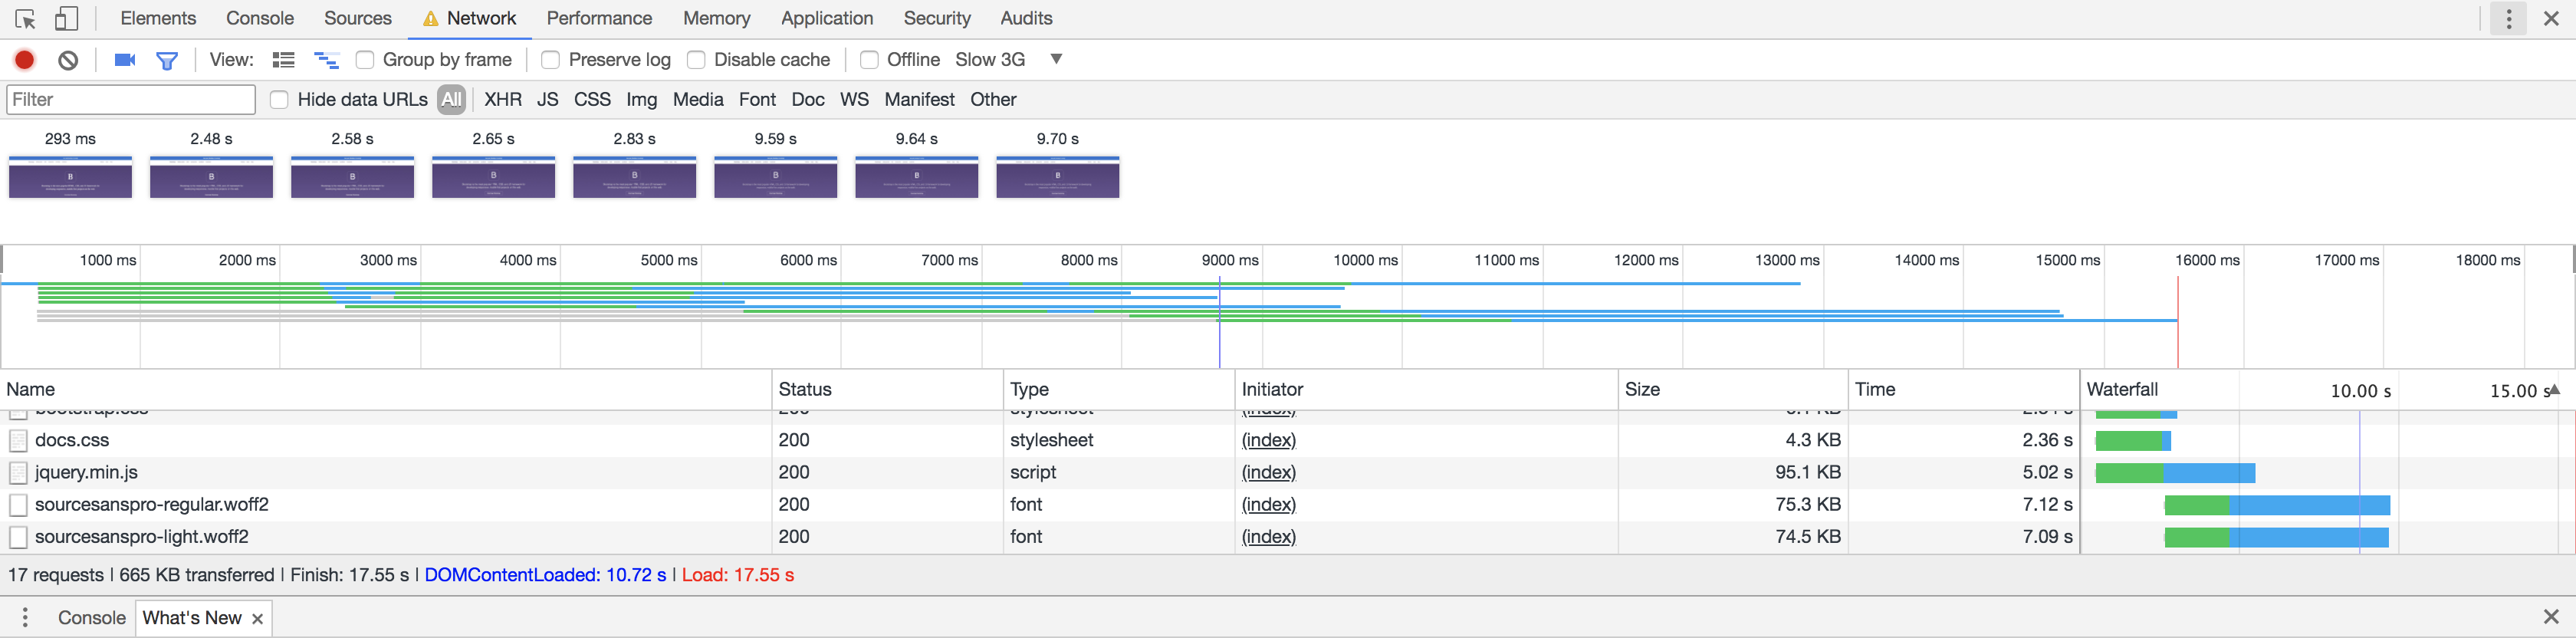 Elements Console Sources Network Performance Memory Application Security Audits
View: Group by frame Preserve log Disable cache Offline Slow 3G
Filter Hide data URLs All XHR JS CSS Img Media Font Doc WS Manifest Other
293 ms 2.48 s 2.58 s 2.65 s 2.83 s 9.59 s 9.64 s 9.70 s
B B B B B B B B
1000 ms 2000 ms 3000 ms 4000 ms 5000 ms 6000 ms 7000 ms 8000 ms 9000 ms 10000 ms 11000 ms 12000 ms 13000 ms 14000 ms 15000 ms 16000 ms 17000 ms 18000 ms
Name Status Type Initiator Size Time Waterfall 10.00 s 15.00 s
bootstrap.css 200 stylesheet (index)
docs.css 200 stylesheet (index) 4.3 KB 2.36 s
jquery.min.js 200 script (index) 95.1 KB 5.02 s
sourcesanspro-regular.woff2 200 font (index) 75.3 KB 7.12 s
sourcesanspro-light.woff2 200 font (index) 74.5 KB 7.09 s
17 requests | 665 KB transferred | Finish: 17.55 s | DOMContentLoaded: 10.72 s | Load: 17.55 s
Console What's New